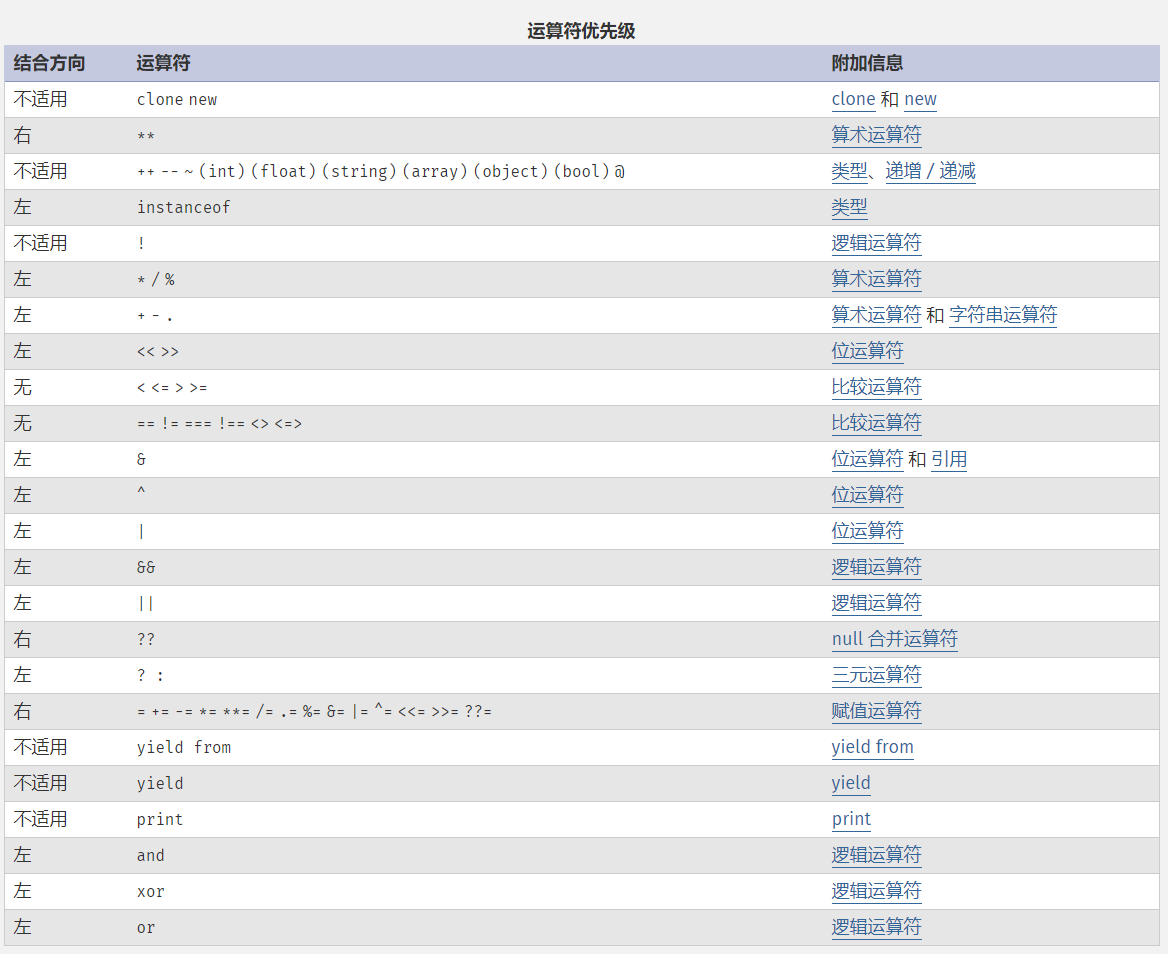 运算符优先级
结合方向 运算符 附加信息
不适用 clone new clone 和 new
右 ** 算术运算符
不适用 ++ -- ~ (int) (float) (string) (array) (object) (bool) @ 类型、递增 / 递减
左 instanceof 类型
不适用 ! 逻辑运算符
左 * / % 算术运算符
左 + - . 算术运算符 和 字符串运算符
左 << >> 位运算符
无 < <= > >= 比较运算符
无 == != === !== <> <=> 比较运算符
左 & 位运算符 和 引用
左 ^ 位运算符
左 | 位运算符
左 && 逻辑运算符
左 || 逻辑运算符
右 ?? null 合并运算符
左 ? : 三元运算符
右 = += -= *= **= /= .= %= &= |= ^= <<= >>= ??= 赋值运算符
不适用 yield from yield from
不适用 yield yield
不适用 print print
左 and 逻辑运算符
左 xor 逻辑运算符
左 or 逻辑运算符